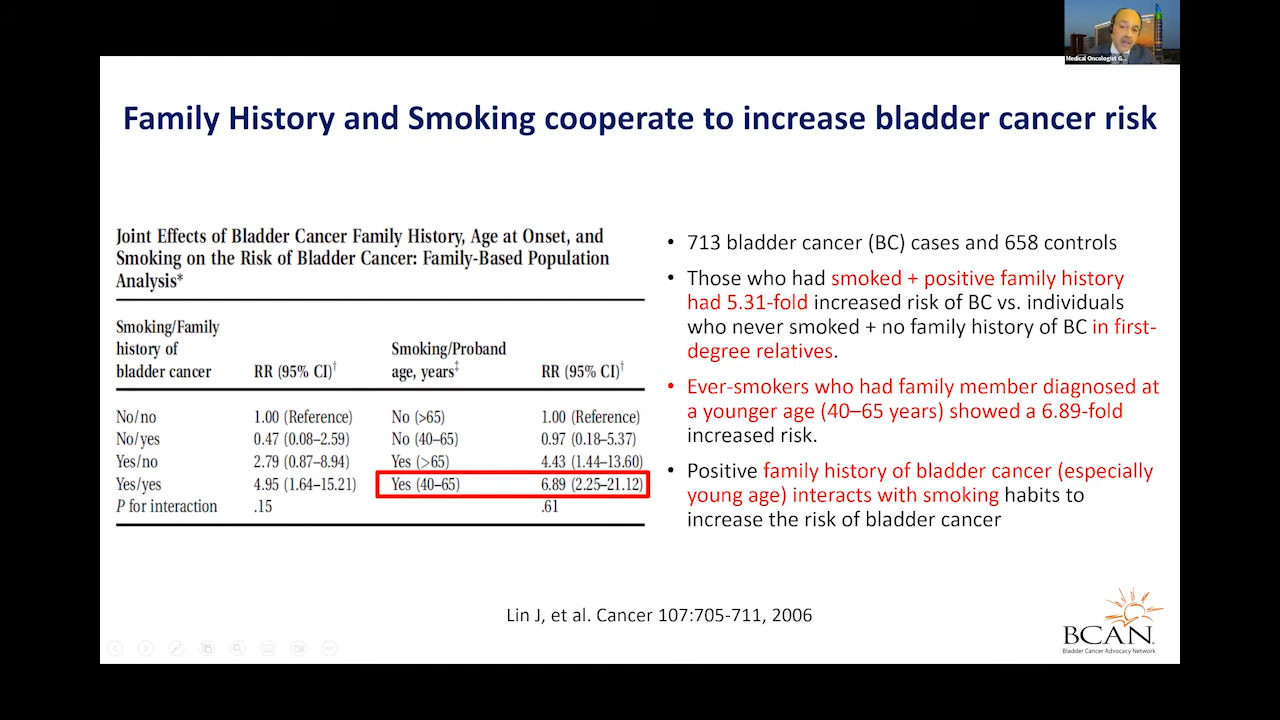 Medical Oncologist G...
Family History and Smoking cooperate to increase bladder cancer risk
Joint Effects of Bladder Cancer Family History, Age at Onset, and
Smoking on the Risk of Bladder Cancer: Family-Based Population
Analysis*
Smoking/Family
history of
bladder cancer
RR (95% CI)†
Smoking/Proband
age, years‡
RR (95% CI)†
No/no 1.00 (Reference) No (>65) 1.00 (Reference)
No/yes 0.47 (0.08–2.59) No (40–65) 0.97 (0.18–5.37)
Yes/no 2.79 (0.87–8.94) Yes (>65) 4.43 (1.44–13.60)
Yes/yes 4.95 (1.64–15.21) Yes (40–65) 6.89 (2.25–21.12)
P for interaction .15 .61
• 713 bladder cancer (BC) cases and 658 controls
• Those who had smoked + positive family history
had 5.31-fold increased risk of BC vs. individuals
who never smoked + no family history of BC in first-
degree relatives.
• Ever-smokers who had family member diagnosed at
a younger age (40–65 years) showed a 6.89-fold
increased risk.
• Positive family history of bladder cancer (especially
young age) interacts with smoking habits to
increase the risk of bladder cancer
Lin J, et al. Cancer 107:705-711, 2006
BCAN
Bladder Cancer Advocacy Network